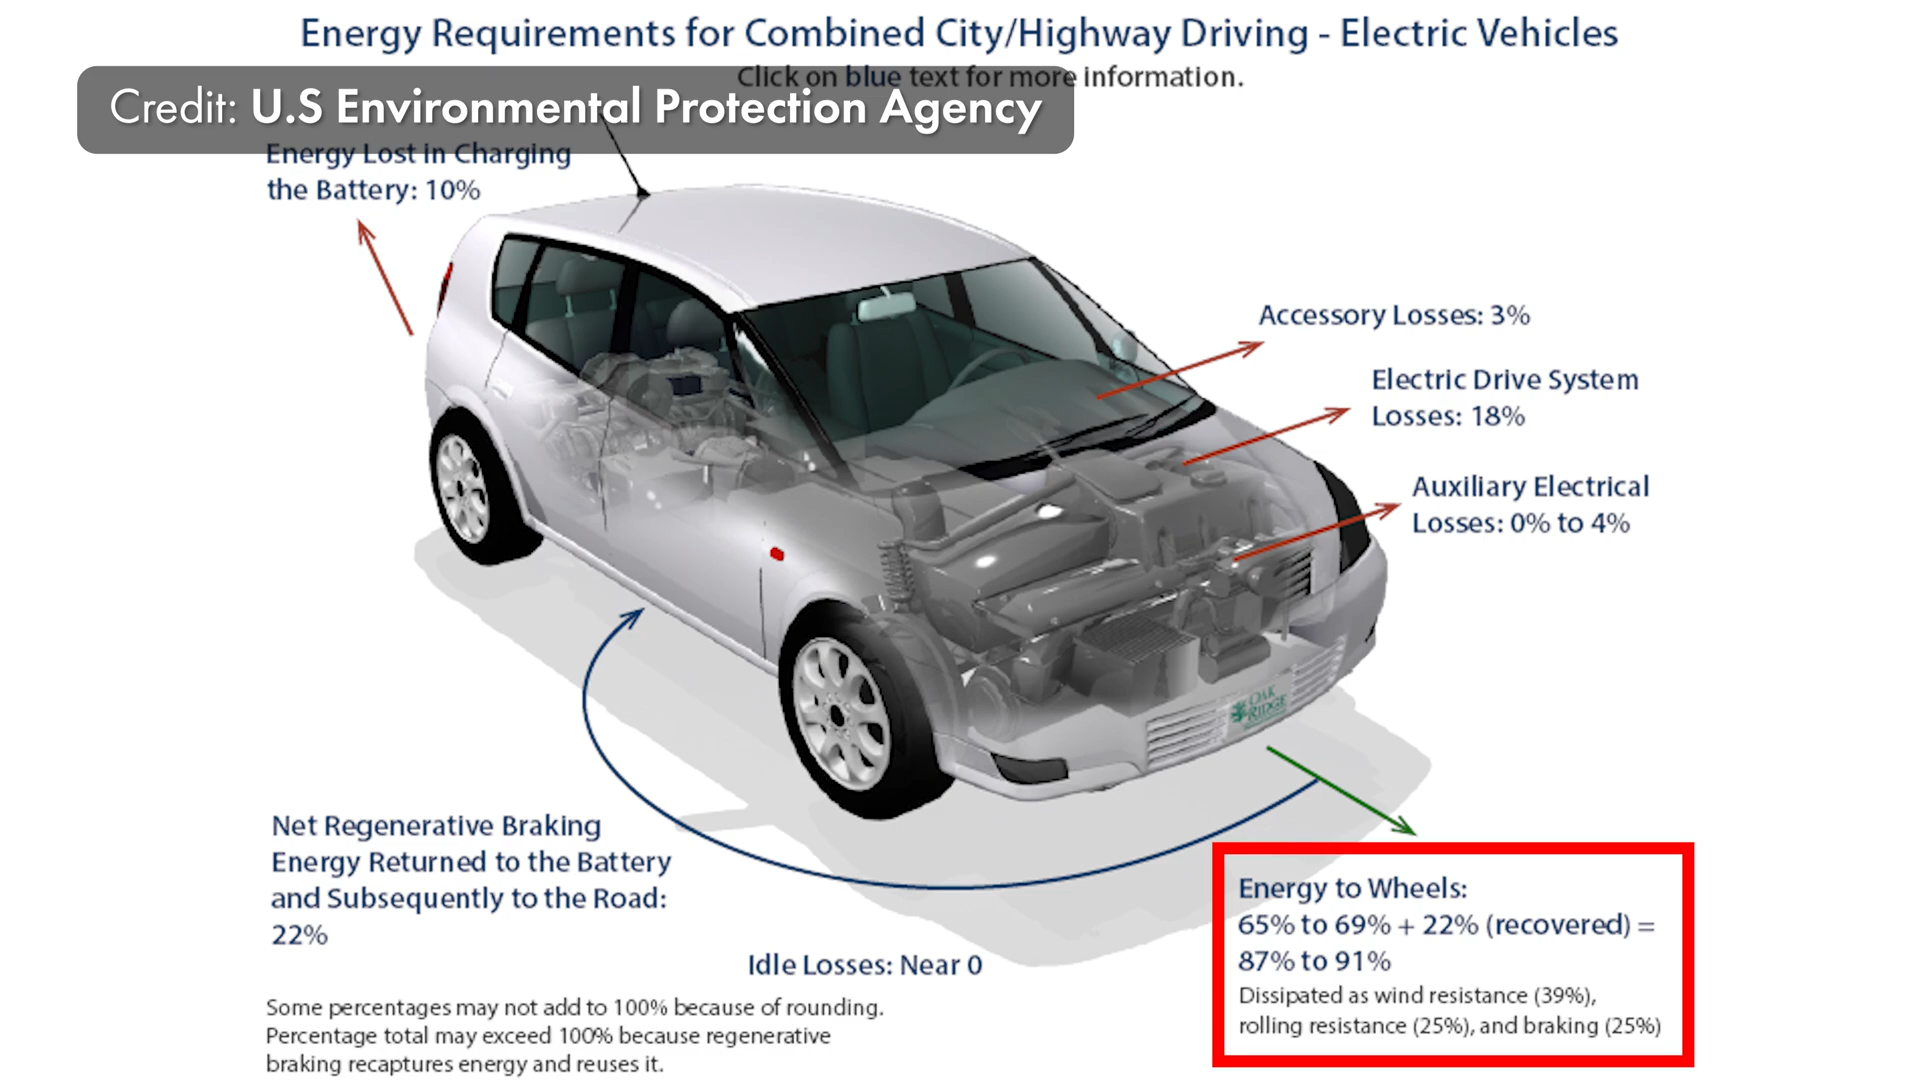 Energy Requirements for Combined City/Highway Driving - Electric Vehicles
Click on blue text for more information.
Credit: U.S Environmental Protection Agency
Energy Lost in Charging
the Battery: 10%
Accessory Losses: 3%
Electric Drive System
Losses: 18%
Auxiliary Electrical
Losses: 0% to 4%
OAK
RIDGE
Net Regenerative Braking
Energy Returned to the Battery
and Subsequently to the Road:
22%
Idle Losses: Near 0
Energy to Wheels:
65% to 69% + 22% (recovered) =
87% to 91%
Dissipated as wind resistance (39%),
rolling resistance (25%), and braking (25%)
Some percentages may not add to 100% because of rounding.
Percentage total may exceed 100% because regenerative
braking recaptures energy and reuses it.